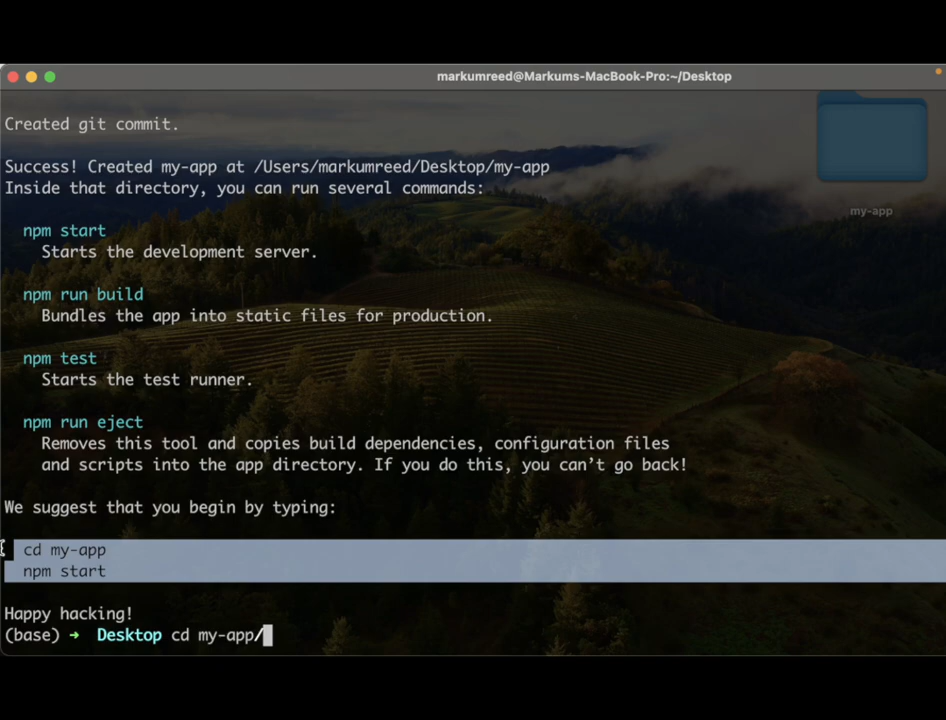 markumreed@Markums-MacBook-Pro:~/Desktop
Created git commit.
Success! Created my-app at /Users/markumreed/Desktop/my-app
Inside that directory, you can run several commands:
my-app
npm start
Starts the development server.
npm run build
Bundles the app into static files for production.
npm test
Starts the test runner.
npm run eject
Removes this tool and copies build dependencies, configuration files
and scripts into the app directory. If you do this, you can’t go back!
We suggest that you begin by typing:
cd my-app
npm start
Happy hacking!
(base) ➜ Desktop cd my-app/